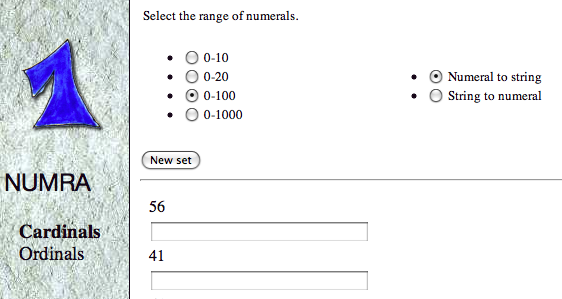 Select the range of numerals.
0-10
0-20
0-100
0-1000
Numeral to string
String to numeral
New set
NUMRA
Cardinals
Ordinals
56
41